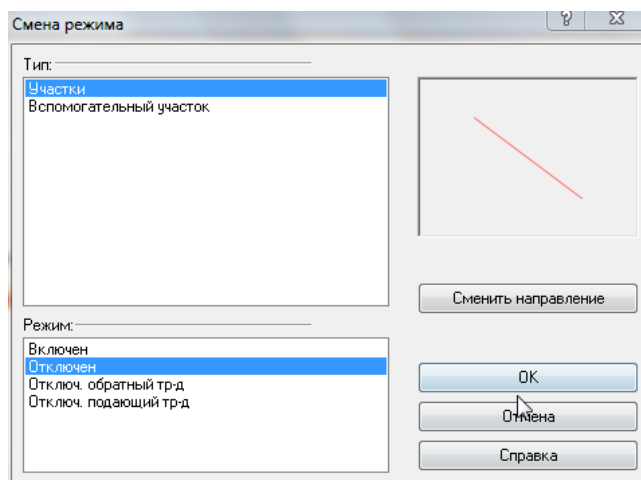 Смена режима
Тип:
Участки
Вспомогательный участок
Сменить направление
Режим:
Включен
Отключен
Отключ. обратный тр-д
Отключ. подающий тр-д
OK
Отмена
Справка